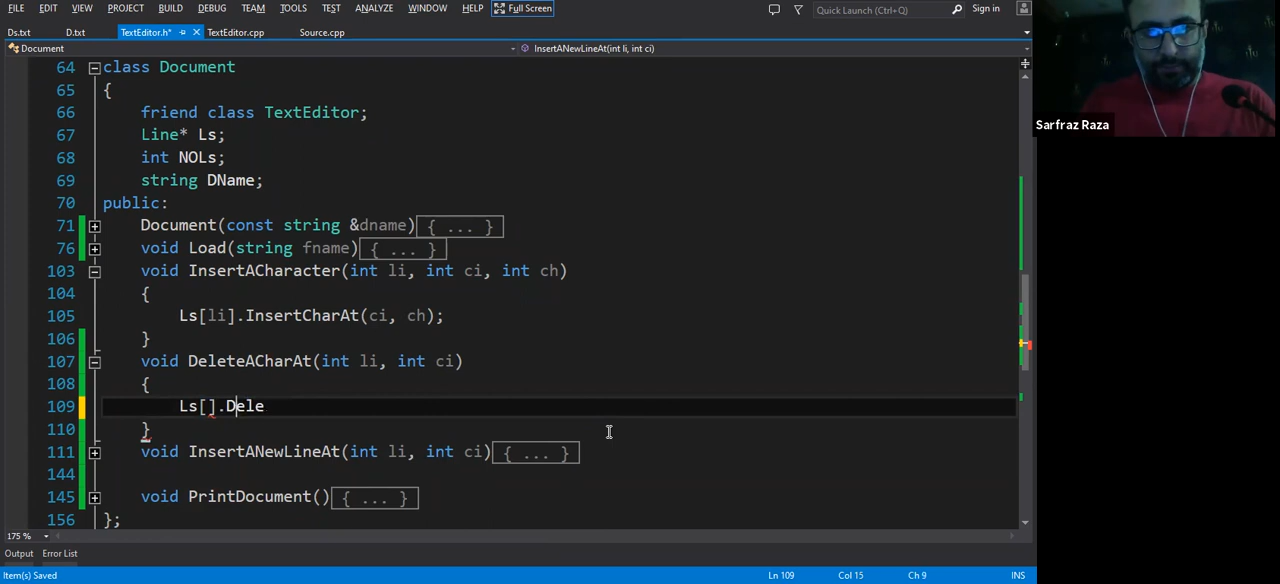 FILE EDIT VIEW PROJECT BUILD DEBUG TEAM TOOLS TEST ANALYZE WINDOW HELP Full Screen Quick Launch (Ctrl+Q) Sign in
Ds.txt D.txt TextEditor.h* TextEditor.cpp Source.cpp
Document InsertANewLineAt(int li, int ci)
64 class Document
65 {
66 friend class TextEditor;
67 Line* Ls;
68 int NOLs;
69 string DName;
70 public:
71 Document(const string &dname) { ... }
76 void Load(string fname) { ... }
103 void InsertACharacter(int li, int ci, int ch)
104 {
105 Ls[li].InsertCharAt(ci, ch);
106 }
107 void DeleteACharAt(int li, int ci)
108 {
109 Ls[].Dele
110 }
111 void InsertANewLineAt(int li, int ci) { ... }
144
145 void PrintDocument() { ... }
156 };
175 %
Output Error List
Item(s) Saved Ln 109 Col 15 Ch 9 INS
Sarfraz Raza